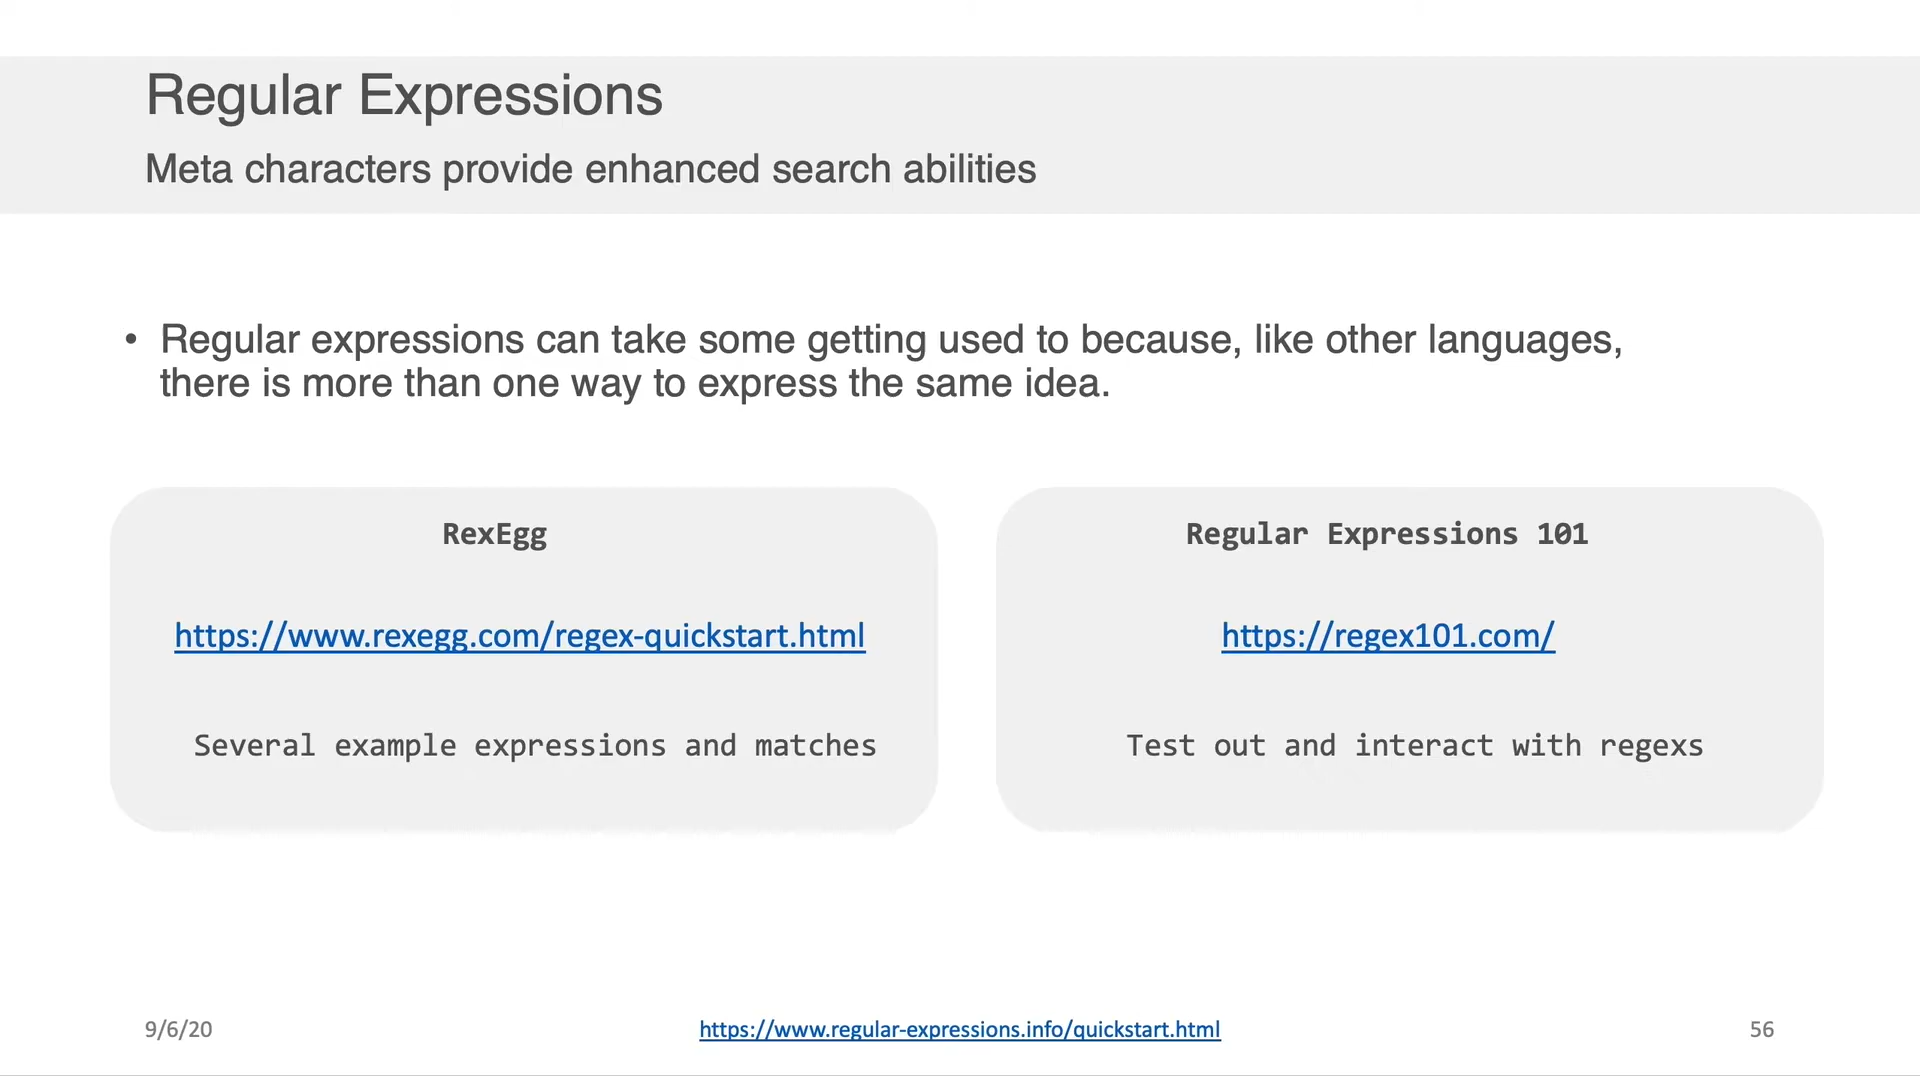 Regular Expressions
Meta characters provide enhanced search abilities
• Regular expressions can take some getting used to because, like other languages,
there is more than one way to express the same idea.
RexEgg
https://www.rexegg.com/regex-quickstart.html
Several example expressions and matches
Regular Expressions 101
https://regex101.com/
Test out and interact with regexs
9/6/20
https://www.regular-expressions.info/quickstart.html
56